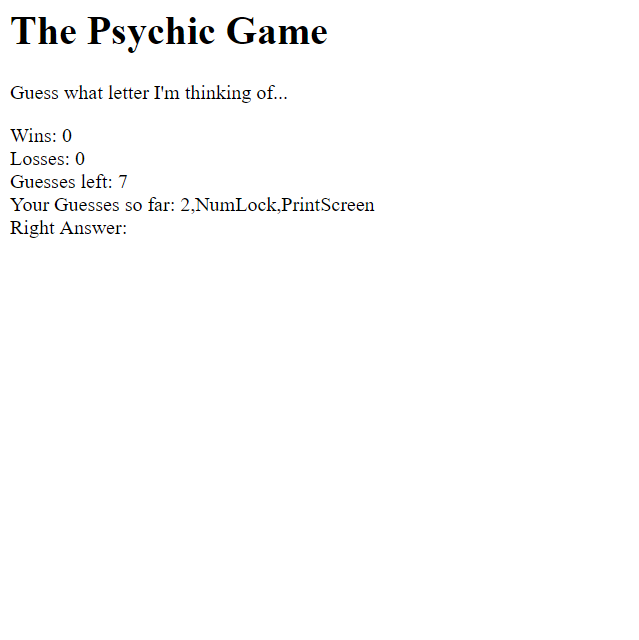 The Psychic Game
Guess what letter I'm thinking of...
Wins: 0
Losses: 0
Guesses left: 7
Your Guesses so far: 2,NumLock,PrintScreen
Right Answer: